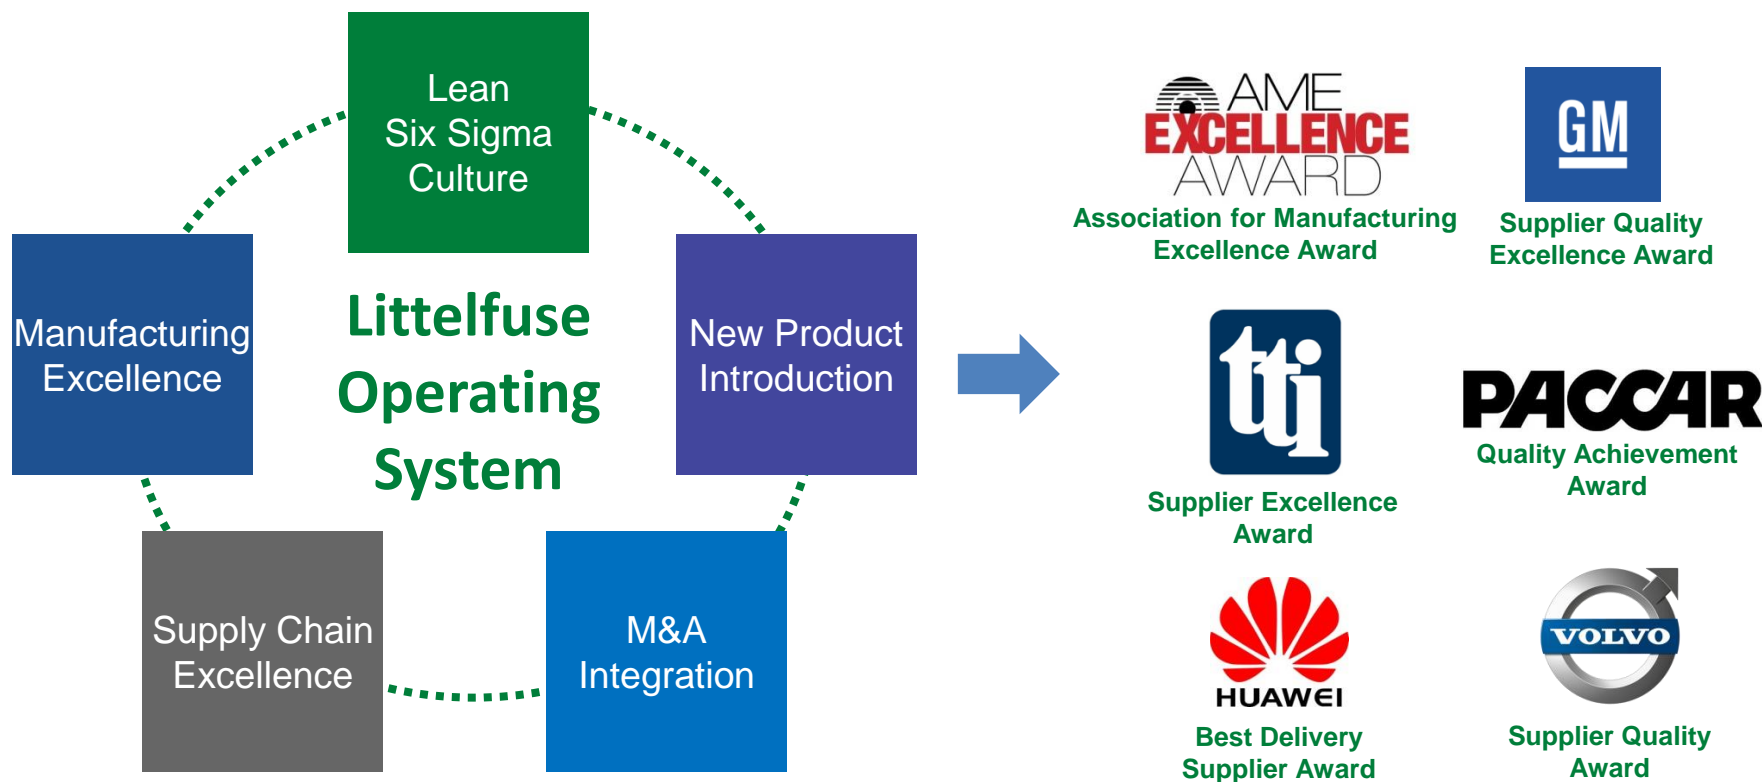 Lean
Six Sigma
Culture
Manufacturing
Excellence
Littelfuse
Operating
System
New Product
Introduction
Supply Chain
Excellence
M&A
Integration
AME
EXCELLENCE
AWARD
Association for Manufacturing
Excellence Award
GM
Supplier Quality
Excellence Award
tti
Supplier Excellence
Award
PACCAR
Quality Achievement
Award
HUAWEI
Best Delivery
Supplier Award
VOLVO
Supplier Quality
Award